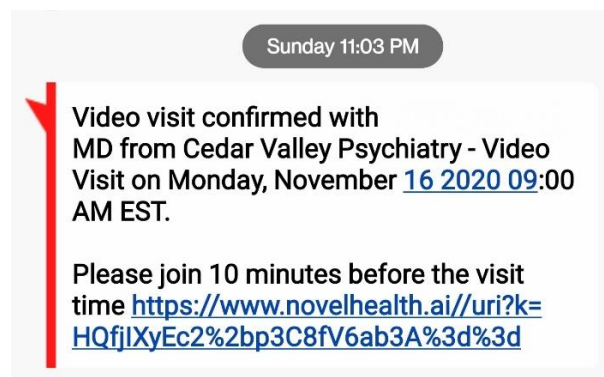 Sunday 11:03 PM
Video visit confirmed with
MD from Cedar Valley Psychiatry - Video
Visit on Monday, November 16 2020 09:00
AM EST.
Please join 10 minutes before the visit
time https://www.novelhealth.ai//uri?k=
HQfjIXyEc2%2bp3C8fV6ab3A%3d%3d